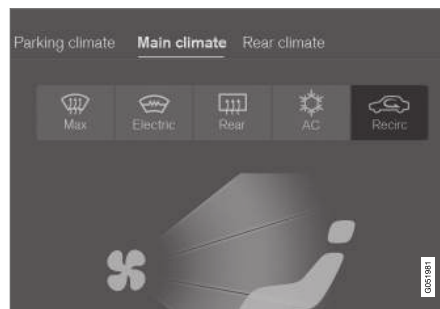 Parking climate Main climate Rear climate
Max Electric Rear AC Recirc
G051981